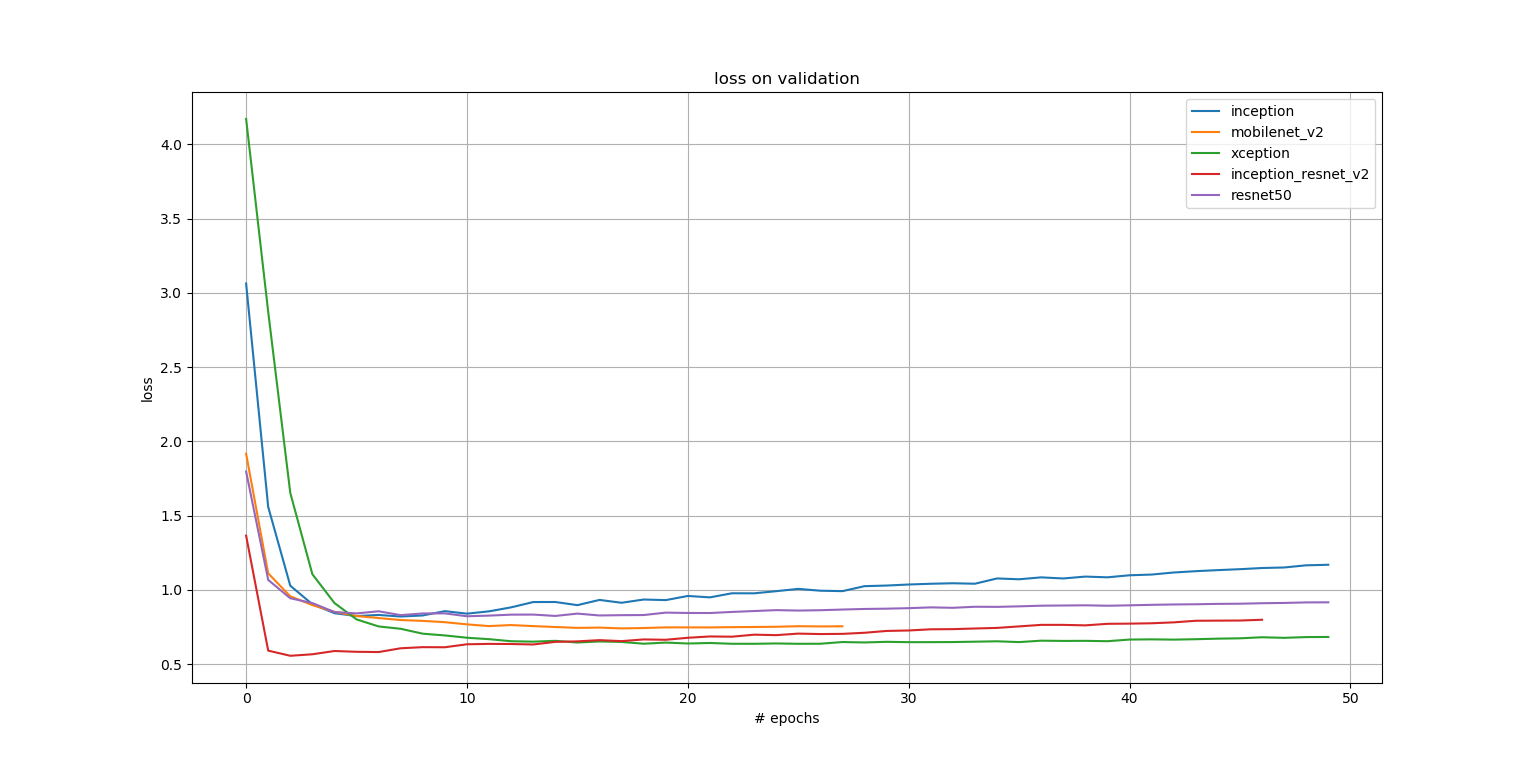 loss on validation
inception
mobilenet_v2
xception
inception_resnet_v2
resnet50
4.0
3.5
3.0
2.5
2.0
1.5
1.0
0.5
loss
0 10 20 30 40 50
# epochs